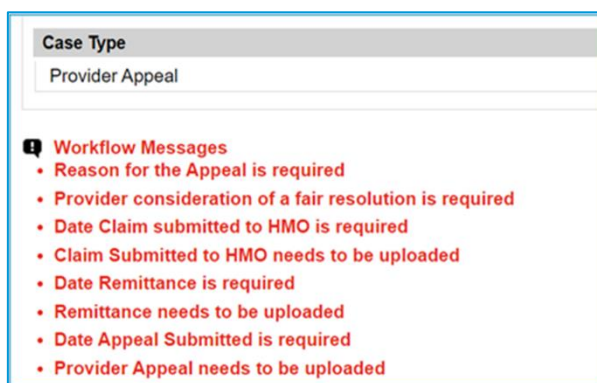 Case Type
Provider Appeal
Workflow Messages
• Reason for the Appeal is required
• Provider consideration of a fair resolution is required
• Date Claim submitted to HMO is required
• Claim Submitted to HMO needs to be uploaded
• Date Remittance is required
• Remittance needs to be uploaded
• Date Appeal Submitted is required
• Provider Appeal needs to be uploaded